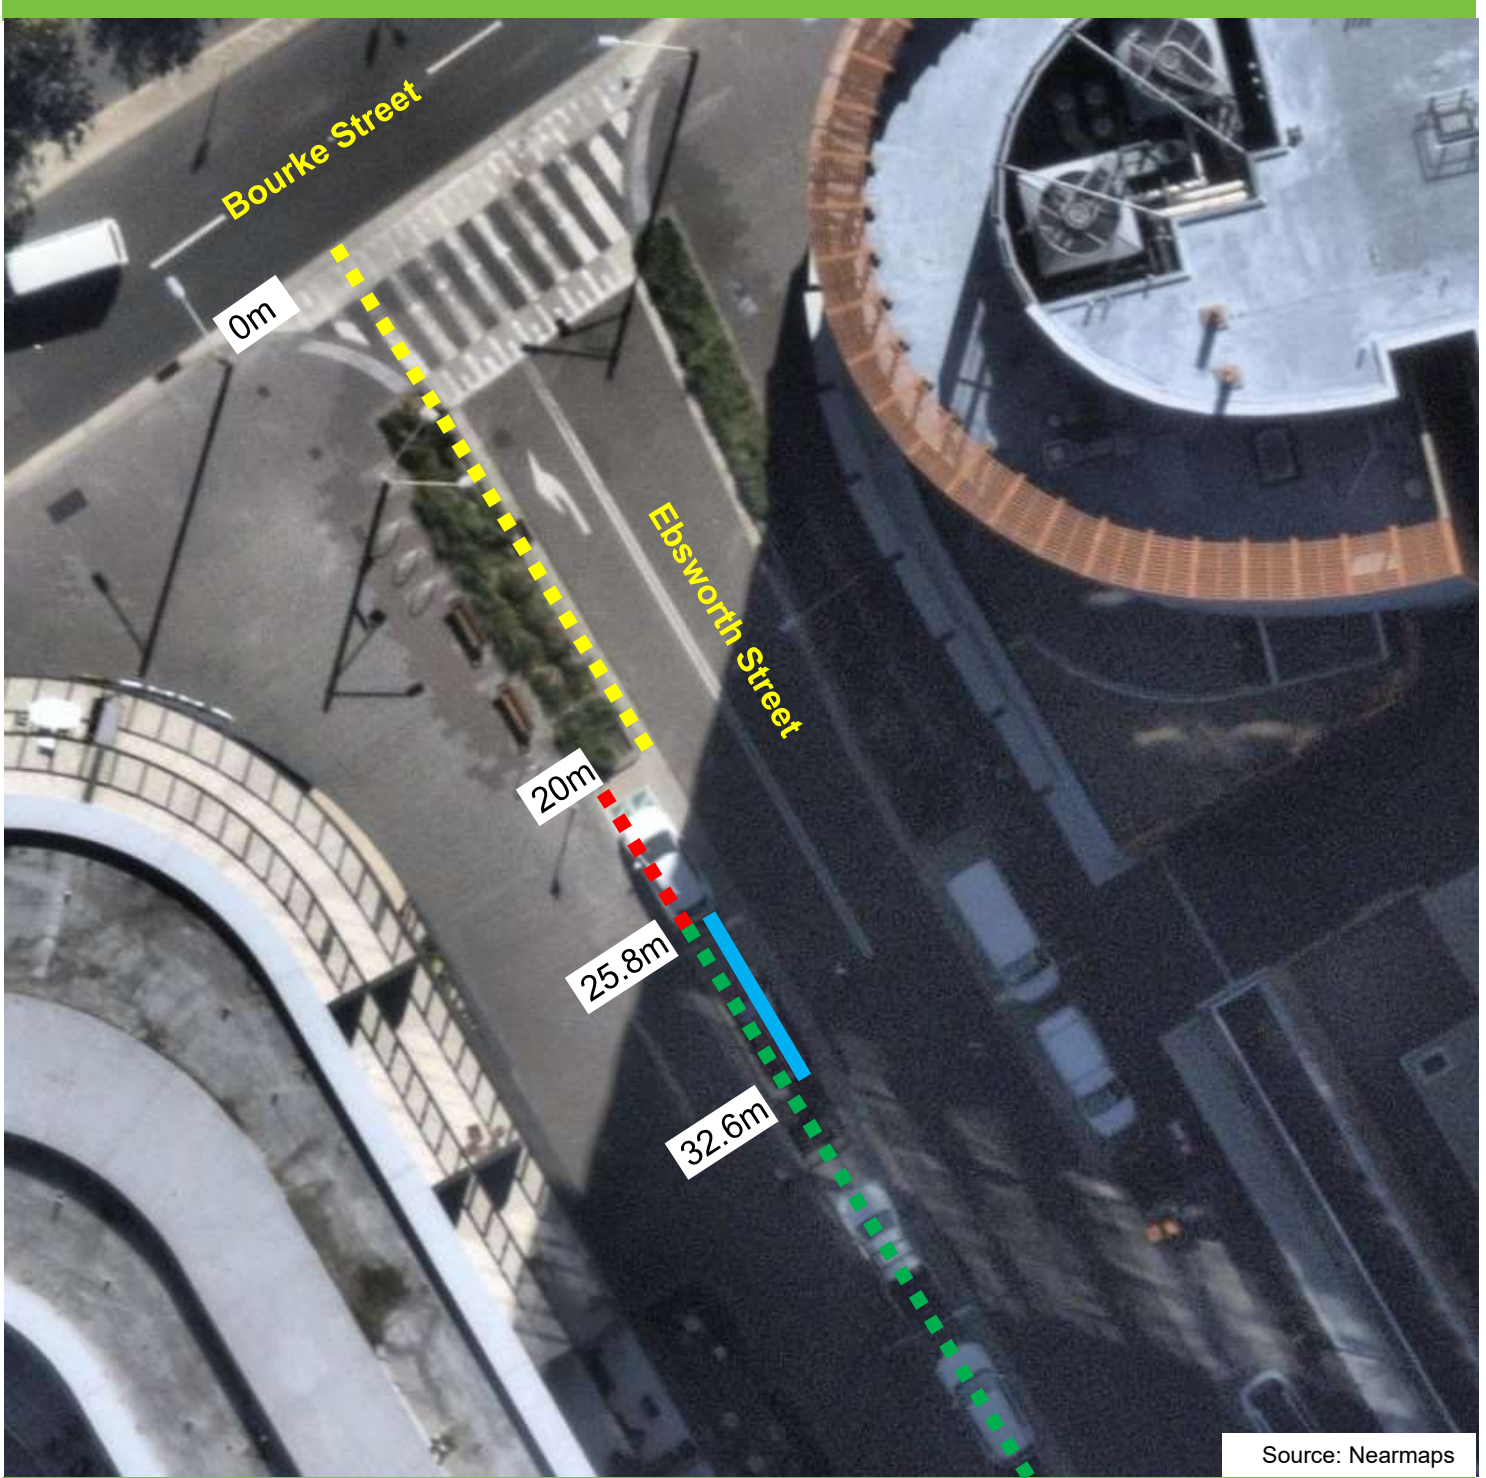 Bourke Street
0m
Ebsworth Street
20m
25.8m
32.6m
Source: Nearmaps